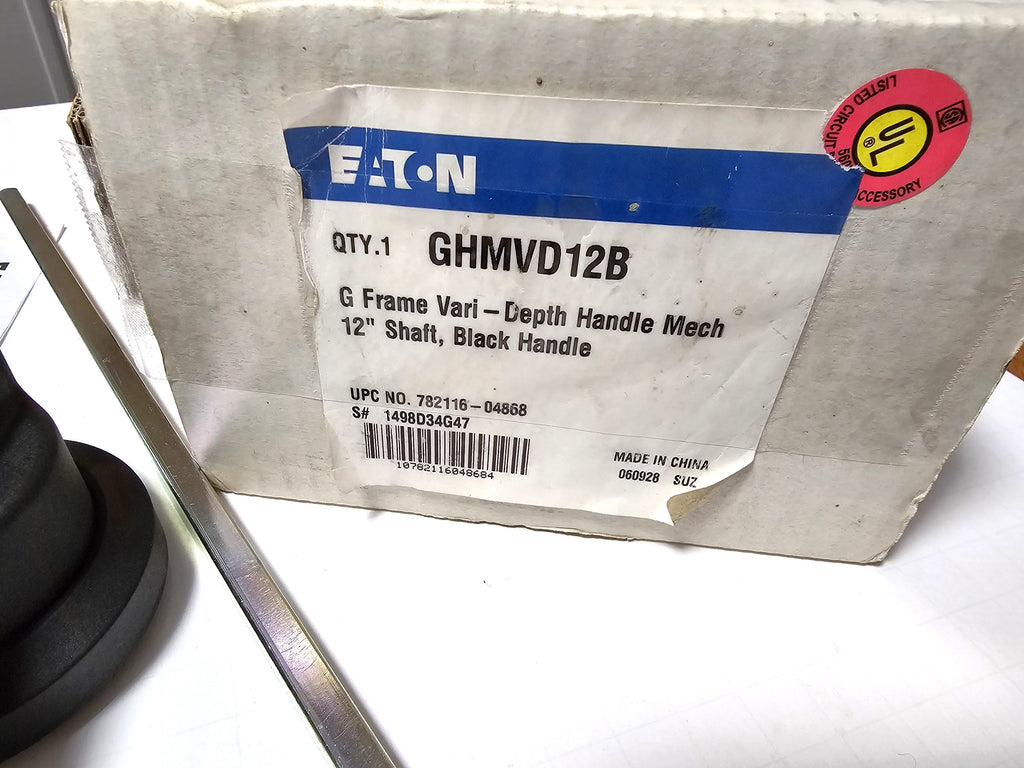 EATON
QTY.1 GHMVD12B
G Frame Vari-Depth Handle Mech
12" Shaft, Black Handle
UPC NO. 782116-04868
S# 1498D34G47
10782116048684
MADE IN CHINA
060928 SUZ
LISTED CIRCUIT
UL
®
ACCESSORY